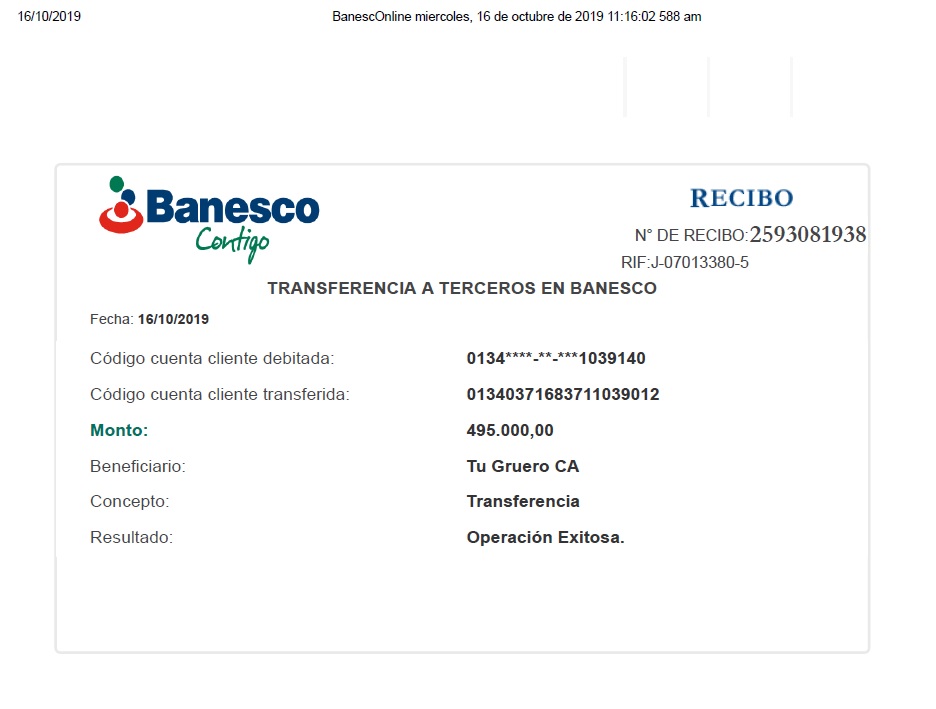 16/10/2019 BanescOnline miercoles, 16 de octubre de 2019 11:16:02 588 am
Banesco
Contigo
RECIBO
N° DE RECIBO:2593081938
RIF:J-07013380-5
TRANSFERENCIA A TERCEROS EN BANESCO
Fecha: 16/10/2019
Código cuenta cliente debitada: 0134****-**-***1039140
Código cuenta cliente transferida: 01340371683711039012
Monto: 495.000,00
Beneficiario: Tu Gruero CA
Concepto: Transferencia
Resultado: Operación Exitosa.